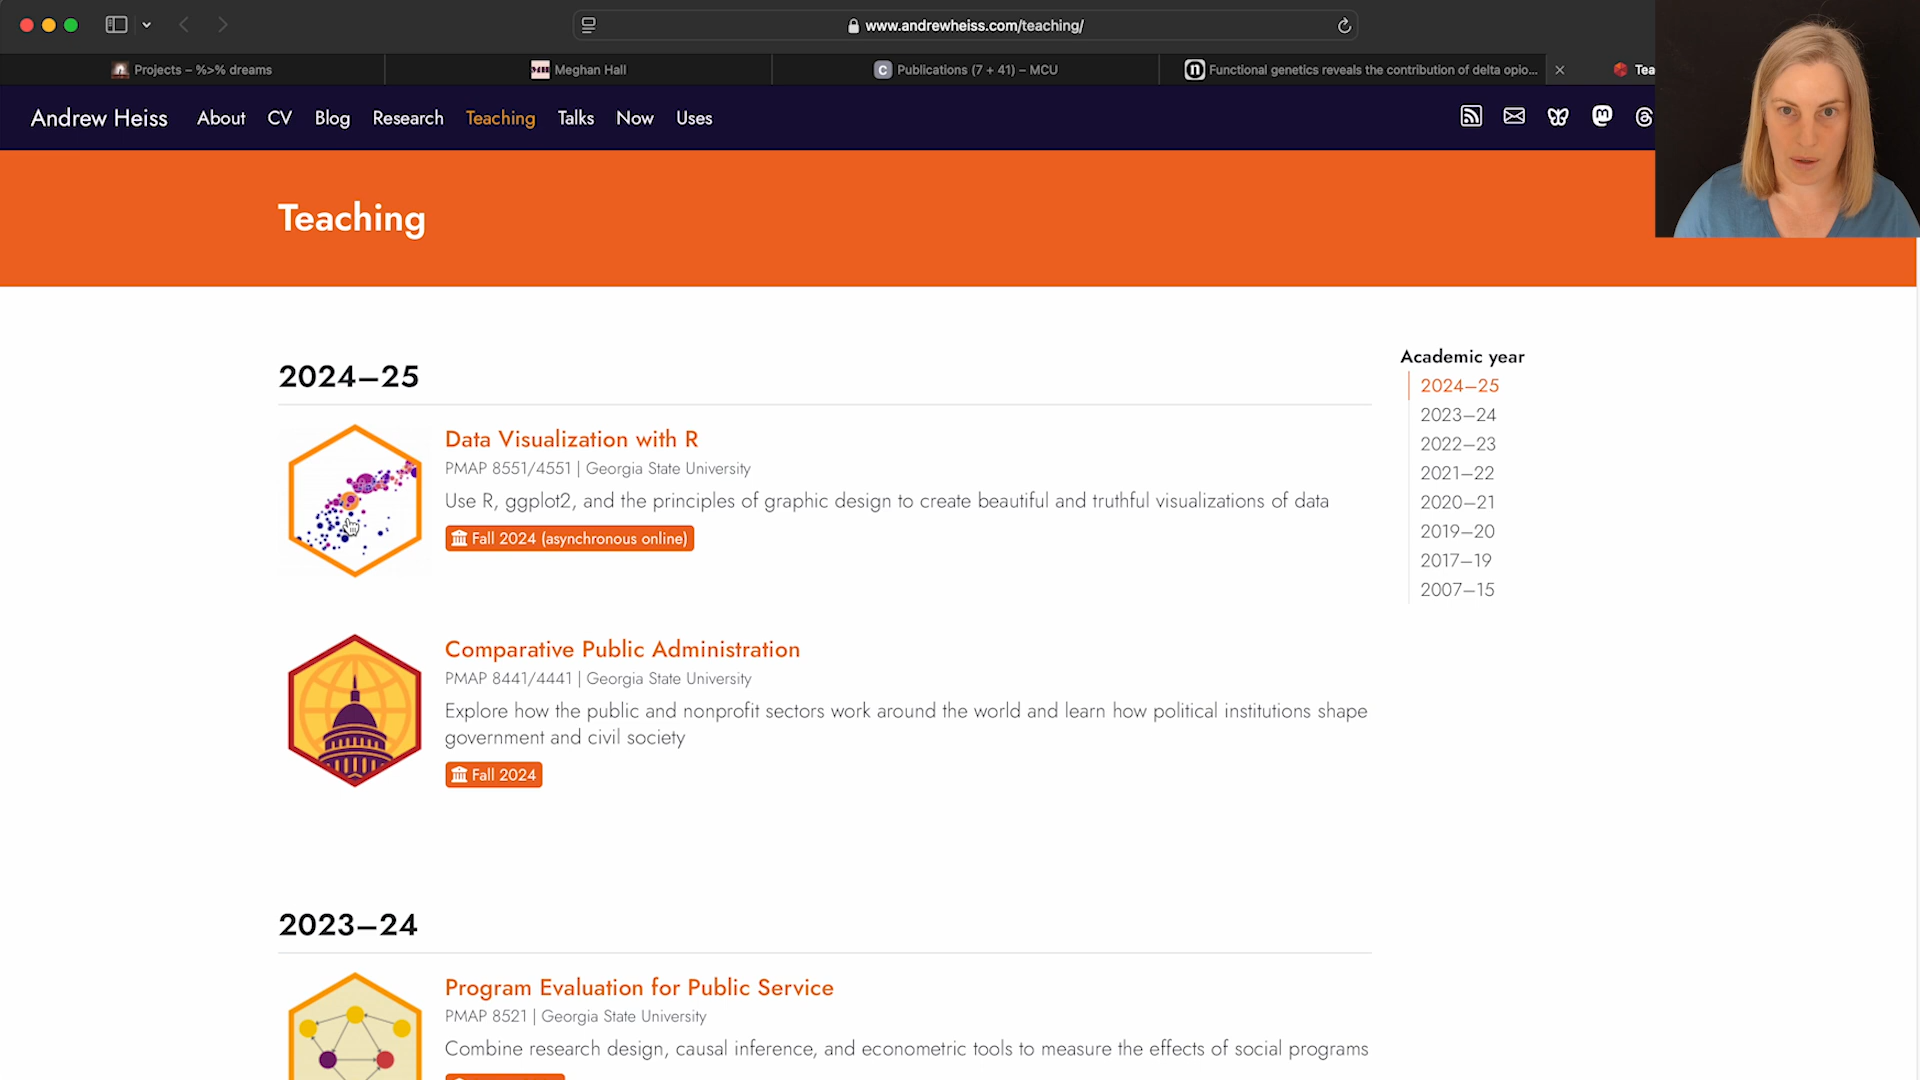 www.andrewheiss.com/teaching/
Projects – %>% dreams
Meghan Hall
Publications (7 + 41) – MCU
Functional genetics reveals the contribution of delta opio...
Tea
Andrew Heiss
About
CV
Blog
Research
Teaching
Talks
Now
Uses
Teaching
2024–25
Data Visualization with R
PMAP 8551/4551 | Georgia State University
Use R, ggplot2, and the principles of graphic design to create beautiful and truthful visualizations of data
Fall 2024 (asynchronous online)
Comparative Public Administration
PMAP 8441/4441 | Georgia State University
Explore how the public and nonprofit sectors work around the world and learn how political institutions shape
government and civil society
Fall 2024
2023–24
Program Evaluation for Public Service
PMAP 8521 | Georgia State University
Combine research design, causal inference, and econometric tools to measure the effects of social programs
Academic year
2024–25
2023–24
2022–23
2021–22
2020–21
2019–20
2017–19
2007–15